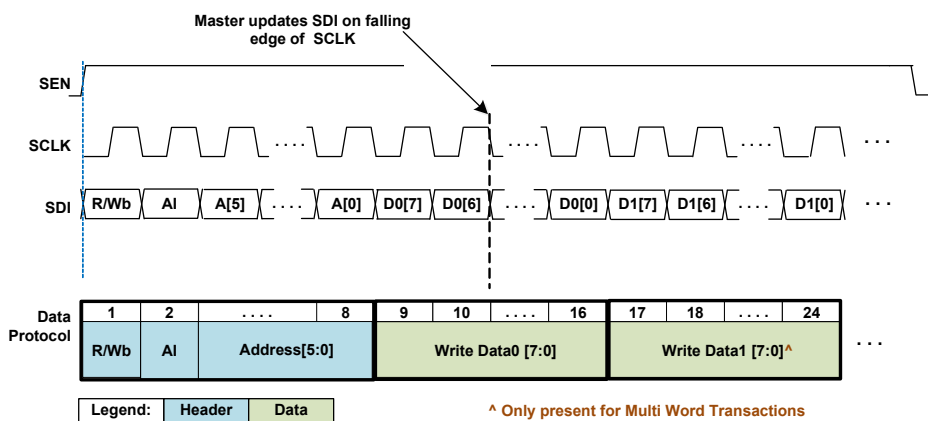 Master updates SDI on falling
edge of SCLK
SEN
SCLK . . . . . . . . . . . . . . .
SDI R/Wb AI A[5] . . . . A[0] D0[7] D0[6] . . . . D0[0] D1[7] D1[6] . . . . D1[0] . . .
1 2 . . . . 8 9 10 . . . . 16 17 18 . . . . 24
Data
Protocol
R/Wb AI Address[5:0] Write Data0 [7:0] Write Data1 [7:0]^ . . .
Legend: Header Data ^ Only present for Multi Word Transactions